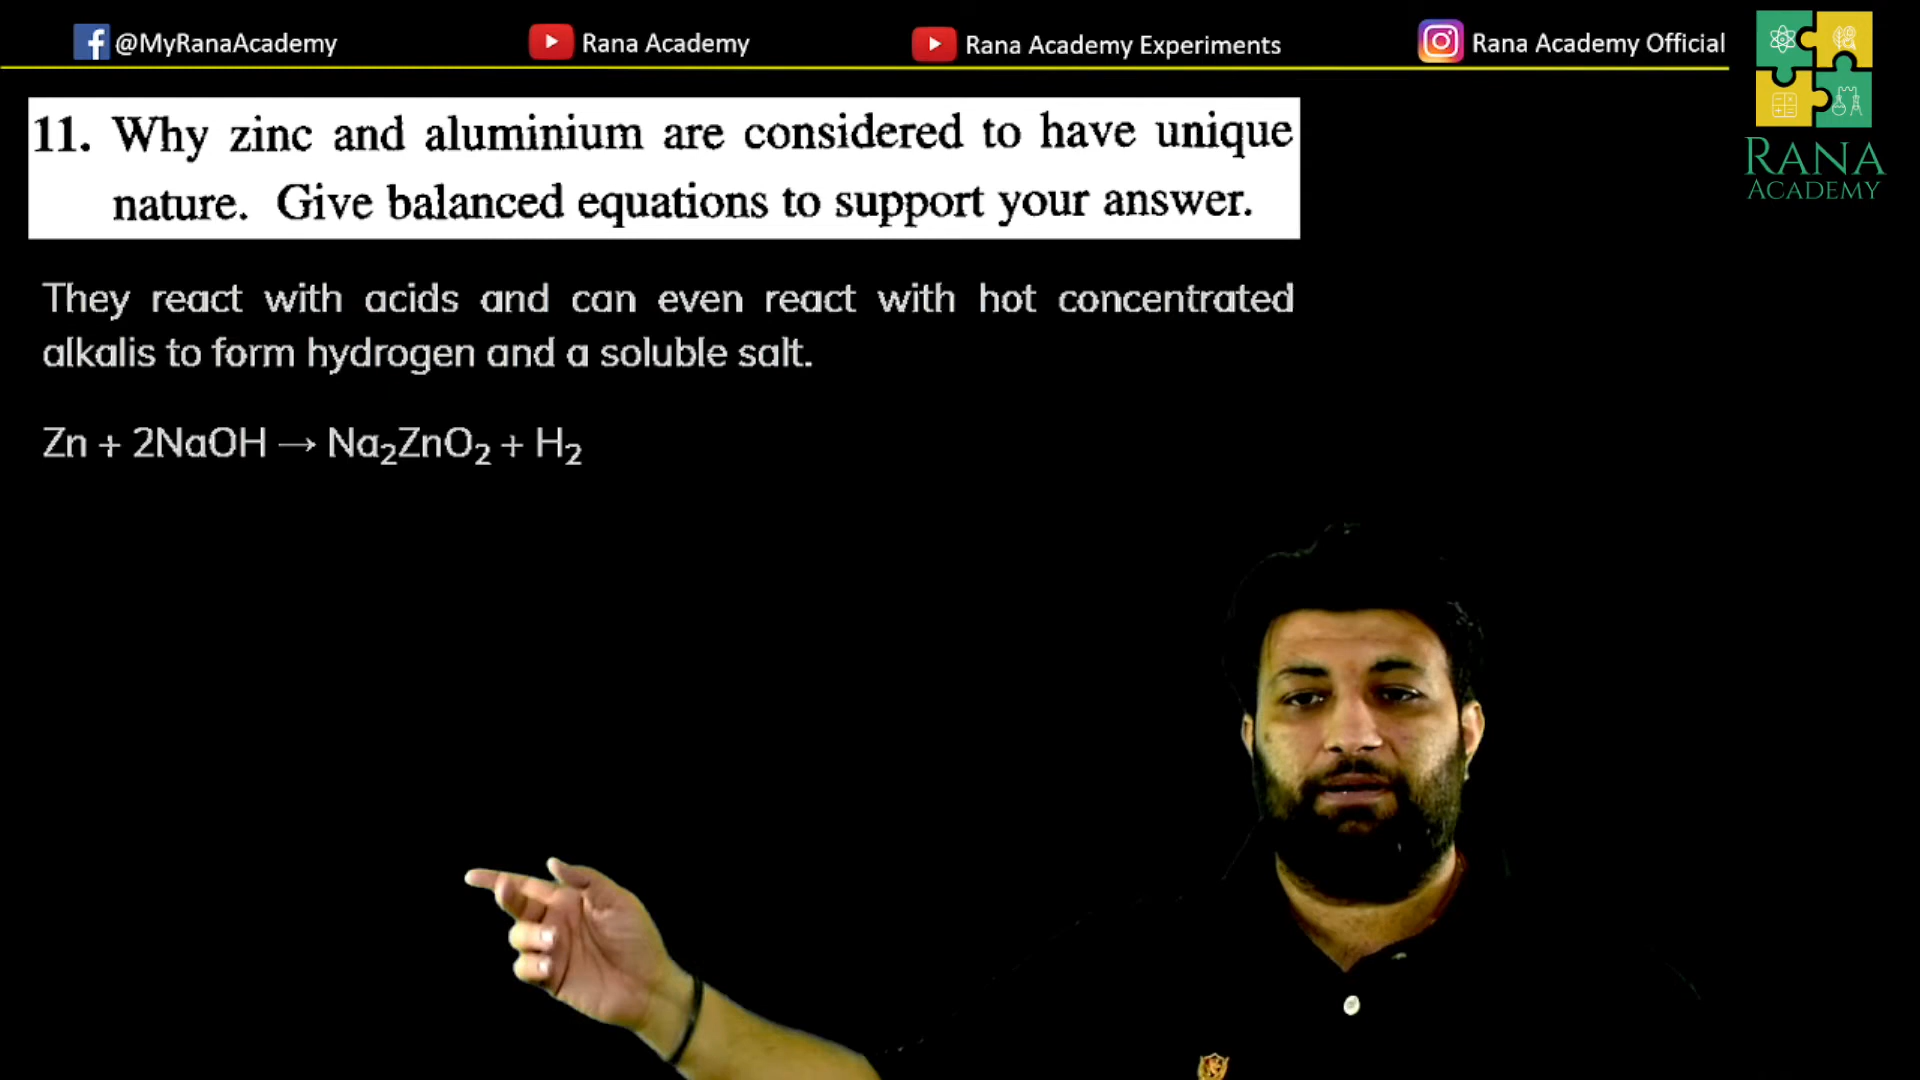 @MyRanaAcademy
Rana Academy
Rana Academy Experiments
Rana Academy Official
RANA
ACADEMY
11. Why zinc and aluminium are considered to have unique
nature. Give balanced equations to support your answer.
They react with acids and can even react with hot concentrated
alkalis to form hydrogen and a soluble salt.
Zn + 2NaOH → Na₂ZnO₂ + H₂